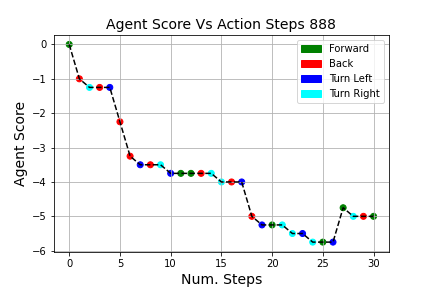 Agent Score Vs Action Steps 888
Forward
Back
Turn Left
Turn Right
Agent Score
0
−1
−2
−3
−4
−5
−6
0 5 10 15 20 25 30
Num. Steps